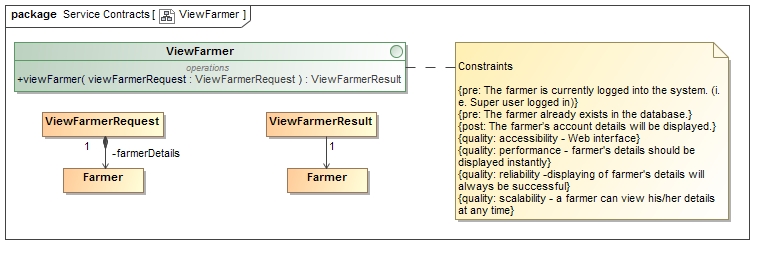 package Service Contracts [ ViewFarmer ]
ViewFarmer
operations
+viewFarmer( viewFarmerRequest : ViewFarmerRequest ) : ViewFarmerResult
Constraints
{pre: The farmer is currently logged into the system. (i.
e. Super user logged in)}
{pre: The farmer already exists in the database.}
{post: The farmer's account details will be displayed.}
{quality: accessibility - Web interface}
{quality: performance - farmer's details should be
displayed instantly}
{quality: reliability -displaying of farmer's details will
always be successful}
{quality: scalability - a farmer can view his/her details
at any time}
ViewFarmerRequest
1
-farmerDetails
Farmer
ViewFarmerResult
1
Farmer